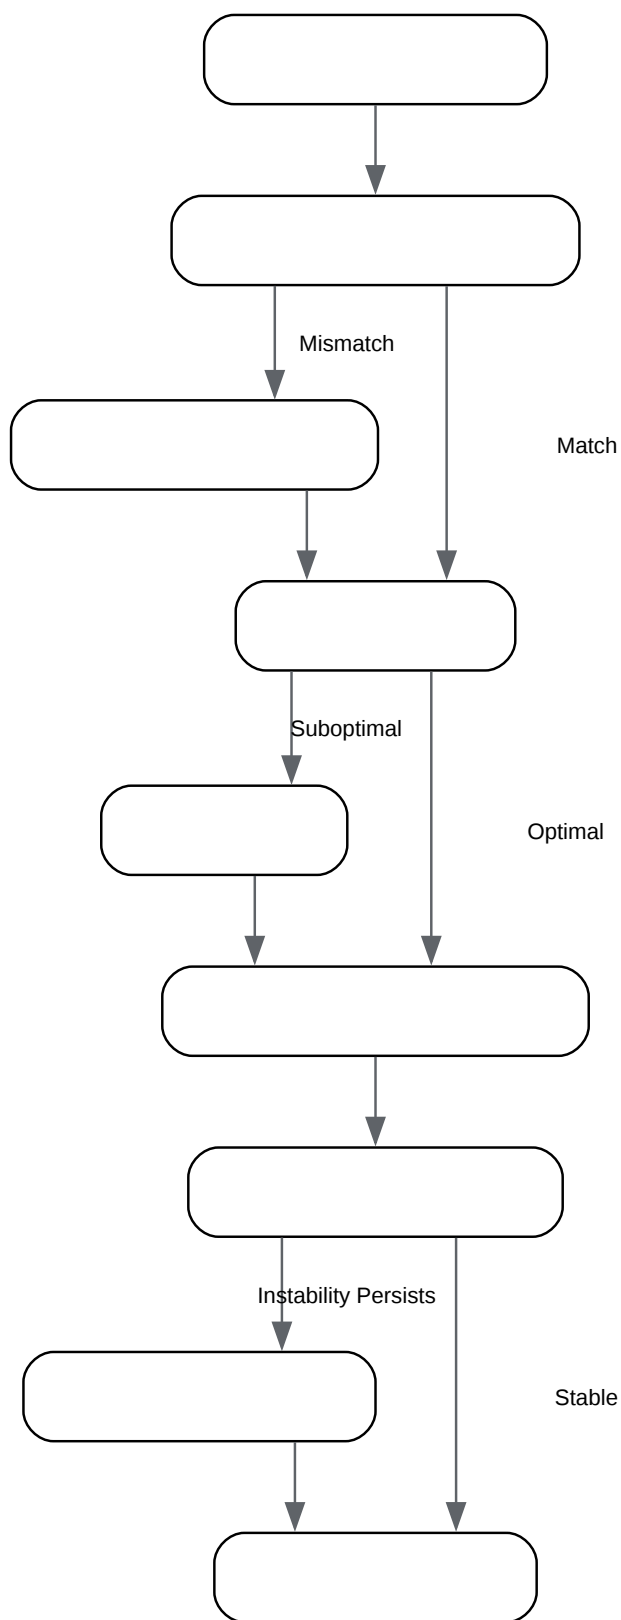 Mismatch
Match
Suboptimal
Optimal
Instability Persists
Stable